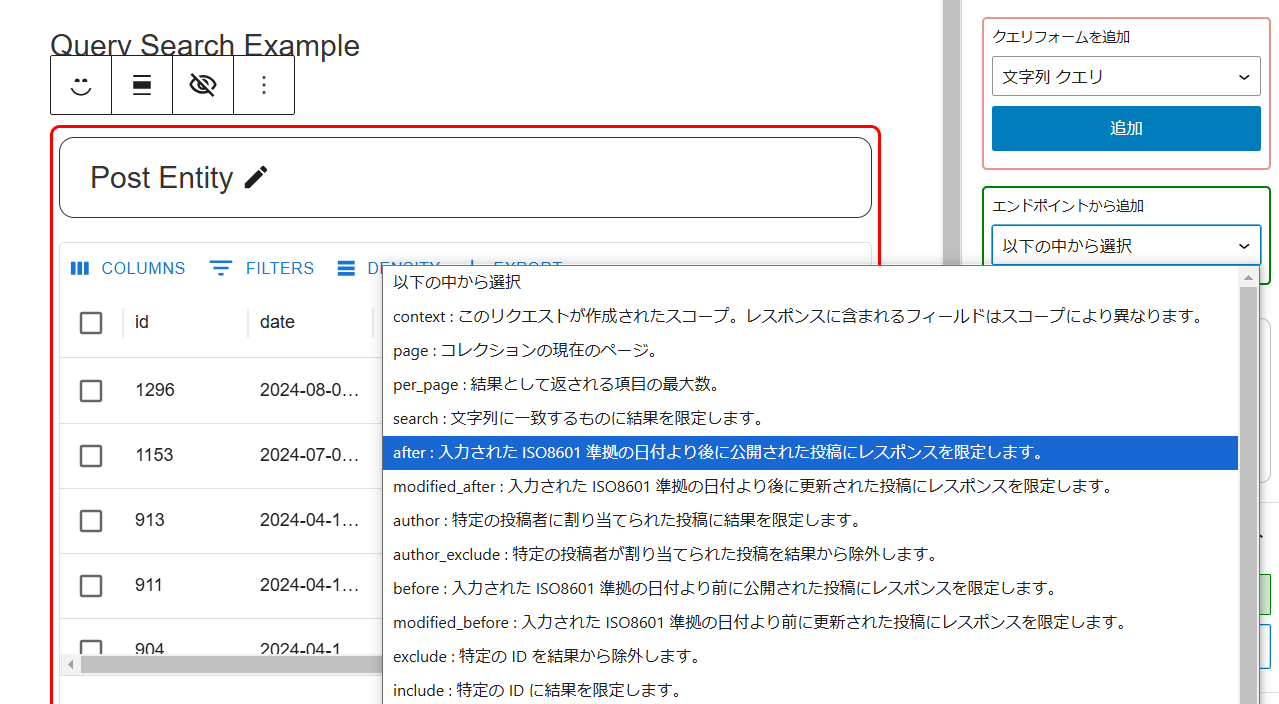 Query Search Example
Post Entity
COLUMNS
FILTERS
DENSITY
EXPORT
id
date
1296
2024-08-0…
1153
2024-07-0…
913
2024-04-1…
911
2024-04-1…
904
2024-04-1
クエリフォームを追加
文字列 クエリ
追加
エンドポイントから追加
以下の中から選択
以下の中から選択
context : このリクエストが作成されたスコープ。レスポンスに含まれるフィールドはスコープにより異なります。
page : コレクションの現在のページ。
per_page : 結果として返される項目の最大数。
search : 文字列に一致するものに結果を限定します。
after : 入力された ISO8601 準拠の日付より後に公開された投稿にレスポンスを限定します。
modified_after : 入力された ISO8601 準拠の日付より後に更新された投稿にレスポンスを限定します。
author : 特定の投稿者に割り当てられた投稿に結果を限定します。
author_exclude : 特定の投稿者が割り当てられた投稿を結果から除外します。
before : 入力された ISO8601 準拠の日付より前に公開された投稿にレスポンスを限定します。
modified_before : 入力された ISO8601 準拠の日付より前に更新された投稿にレスポンスを限定します。
exclude : 特定の ID を結果から除外します。
include : 特定の ID に結果を限定します。